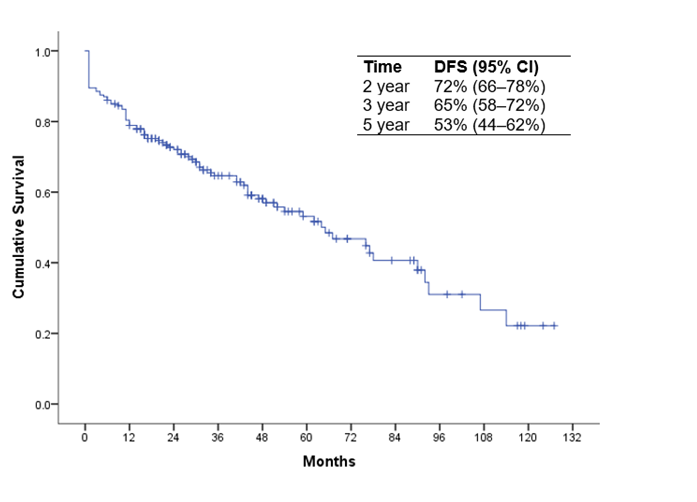 Time DFS (95% CI)
2 year 72% (66–78%)
3 year 65% (58–72%)
5 year 53% (44–62%)
Cumulative Survival
1.0
0.8
0.6
0.4
0.2
0.0
0 12 24 36 48 60 72 84 96 108 120 132
Months